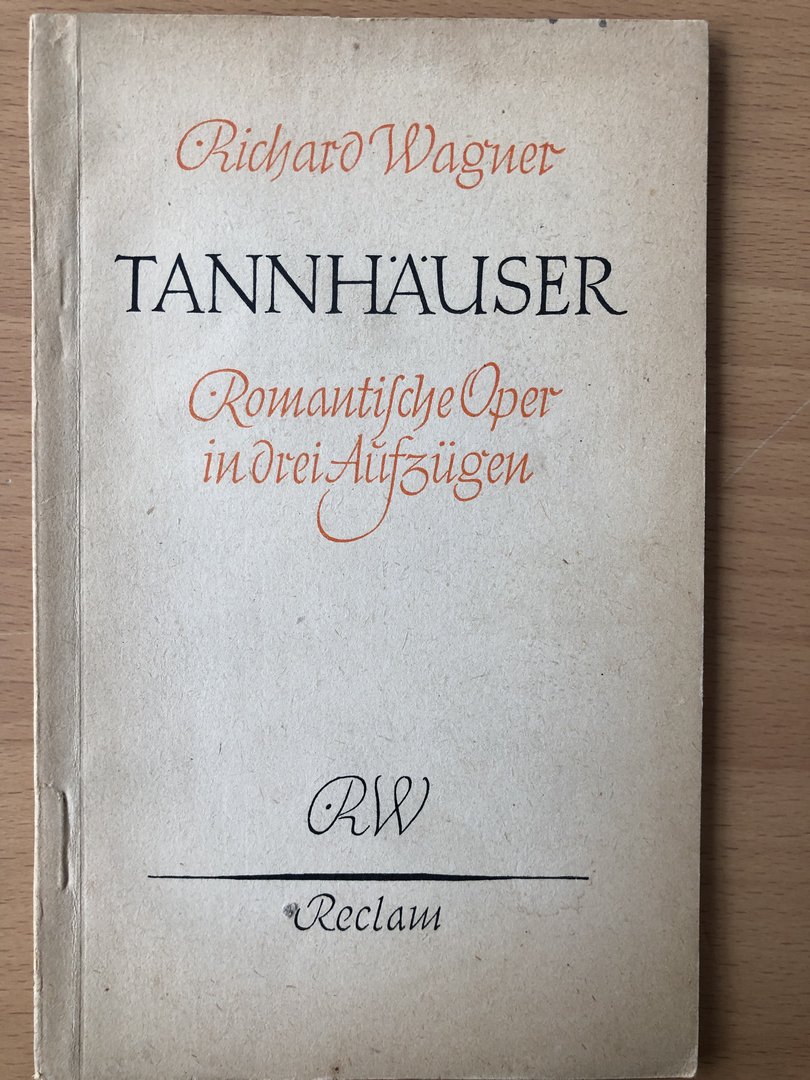 Richard Wagner
TANNHÄUSER
Romantiſche Oper
in drei Aufzügen
RW
Reclam